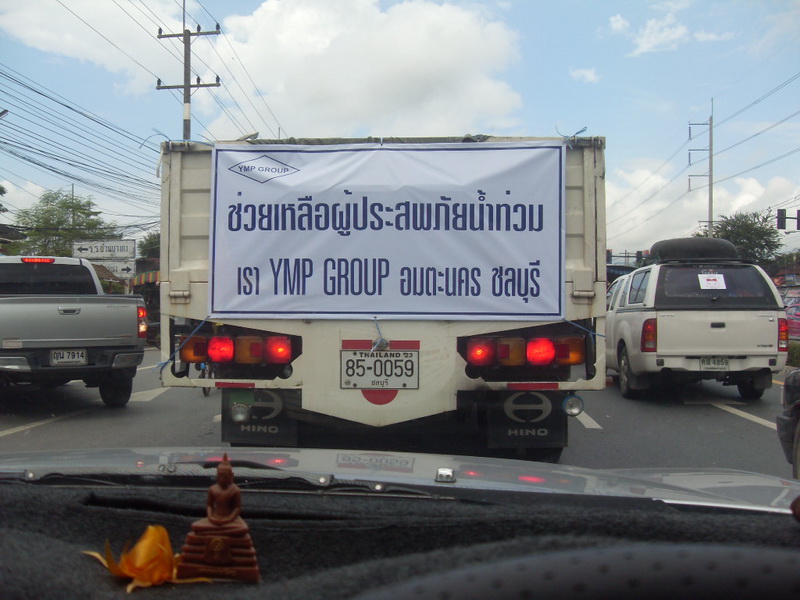 YMP GROUP
ช่วยเหลือผู้ประสพภัยน้ำท่วม
เรา YMP GROUP อมตะนคร ชลบุรี
THAILAND '23
85-0059
ชลบุรี
HINO
HINO
7914
4859